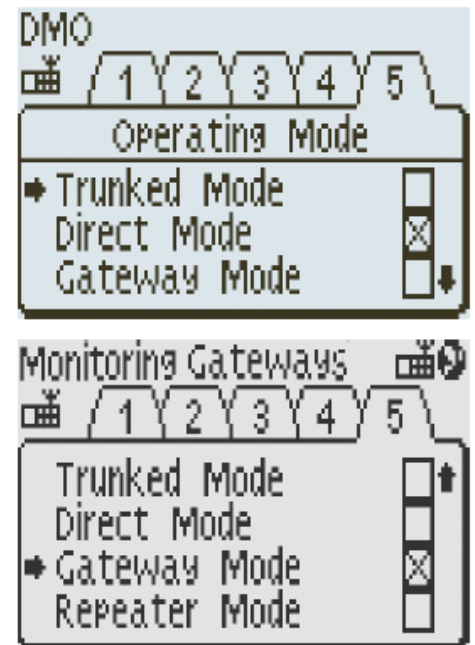 DMO
1 2 3 4 5
Operating Mode
Trunked Mode
Direct Mode
Gateway Mode
Monitoring Gateways
1 2 3 4 5
Trunked Mode
Direct Mode
Gateway Mode
Repeater Mode